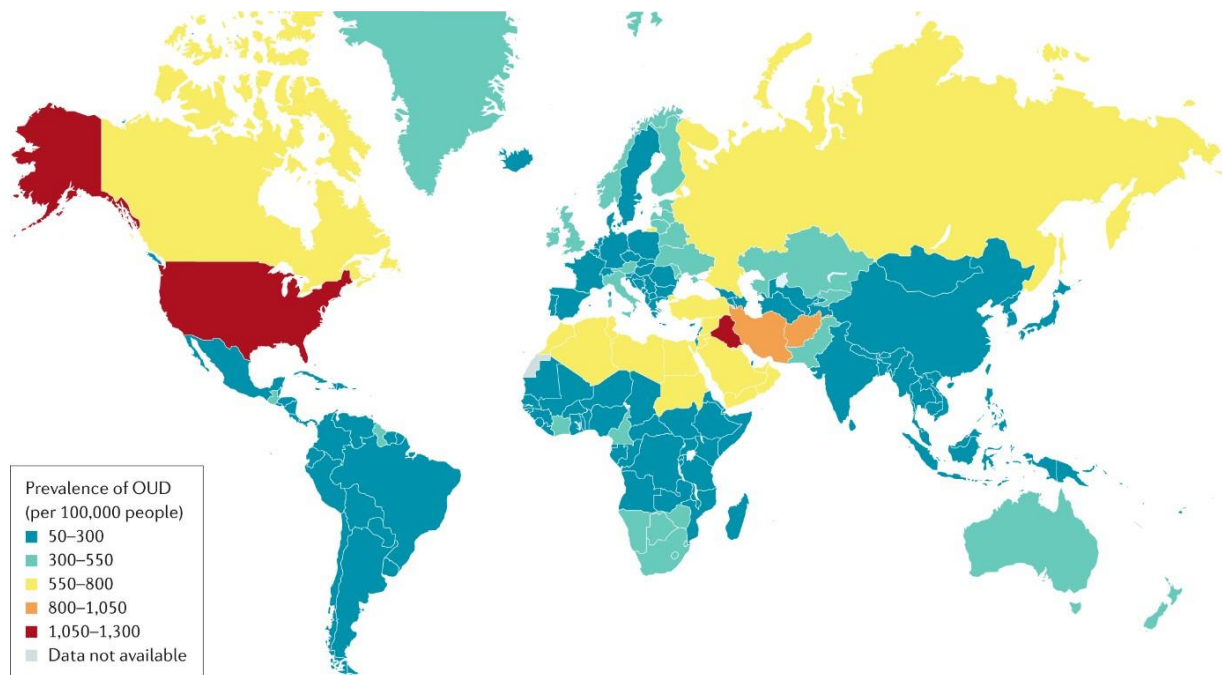 Prevalence of OUD
(per 100,000 people)
50–300
300–550
550–800
800–1,050
1,050–1,300
Data not available